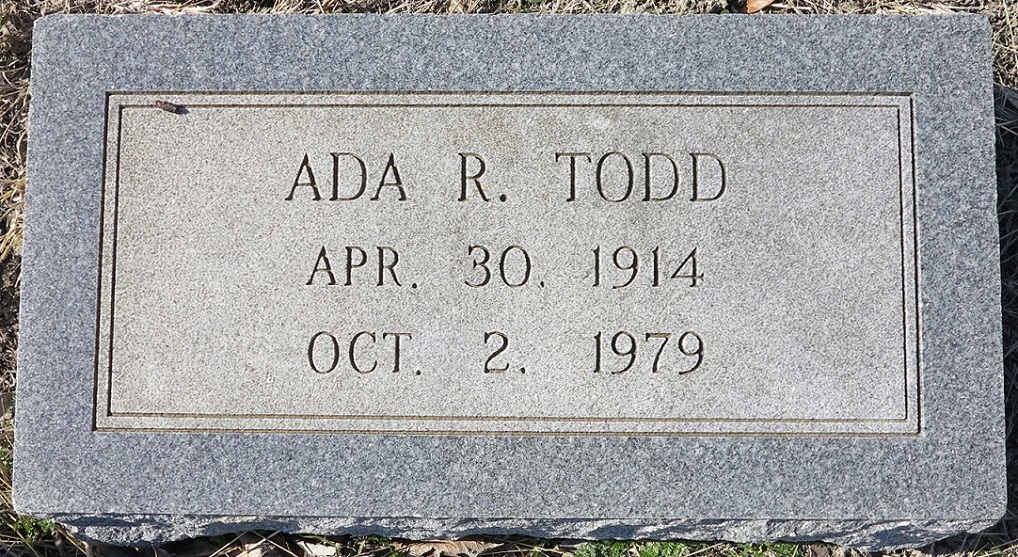 ADA R. TODD
APR. 30, 1914
OCT. 2, 1979